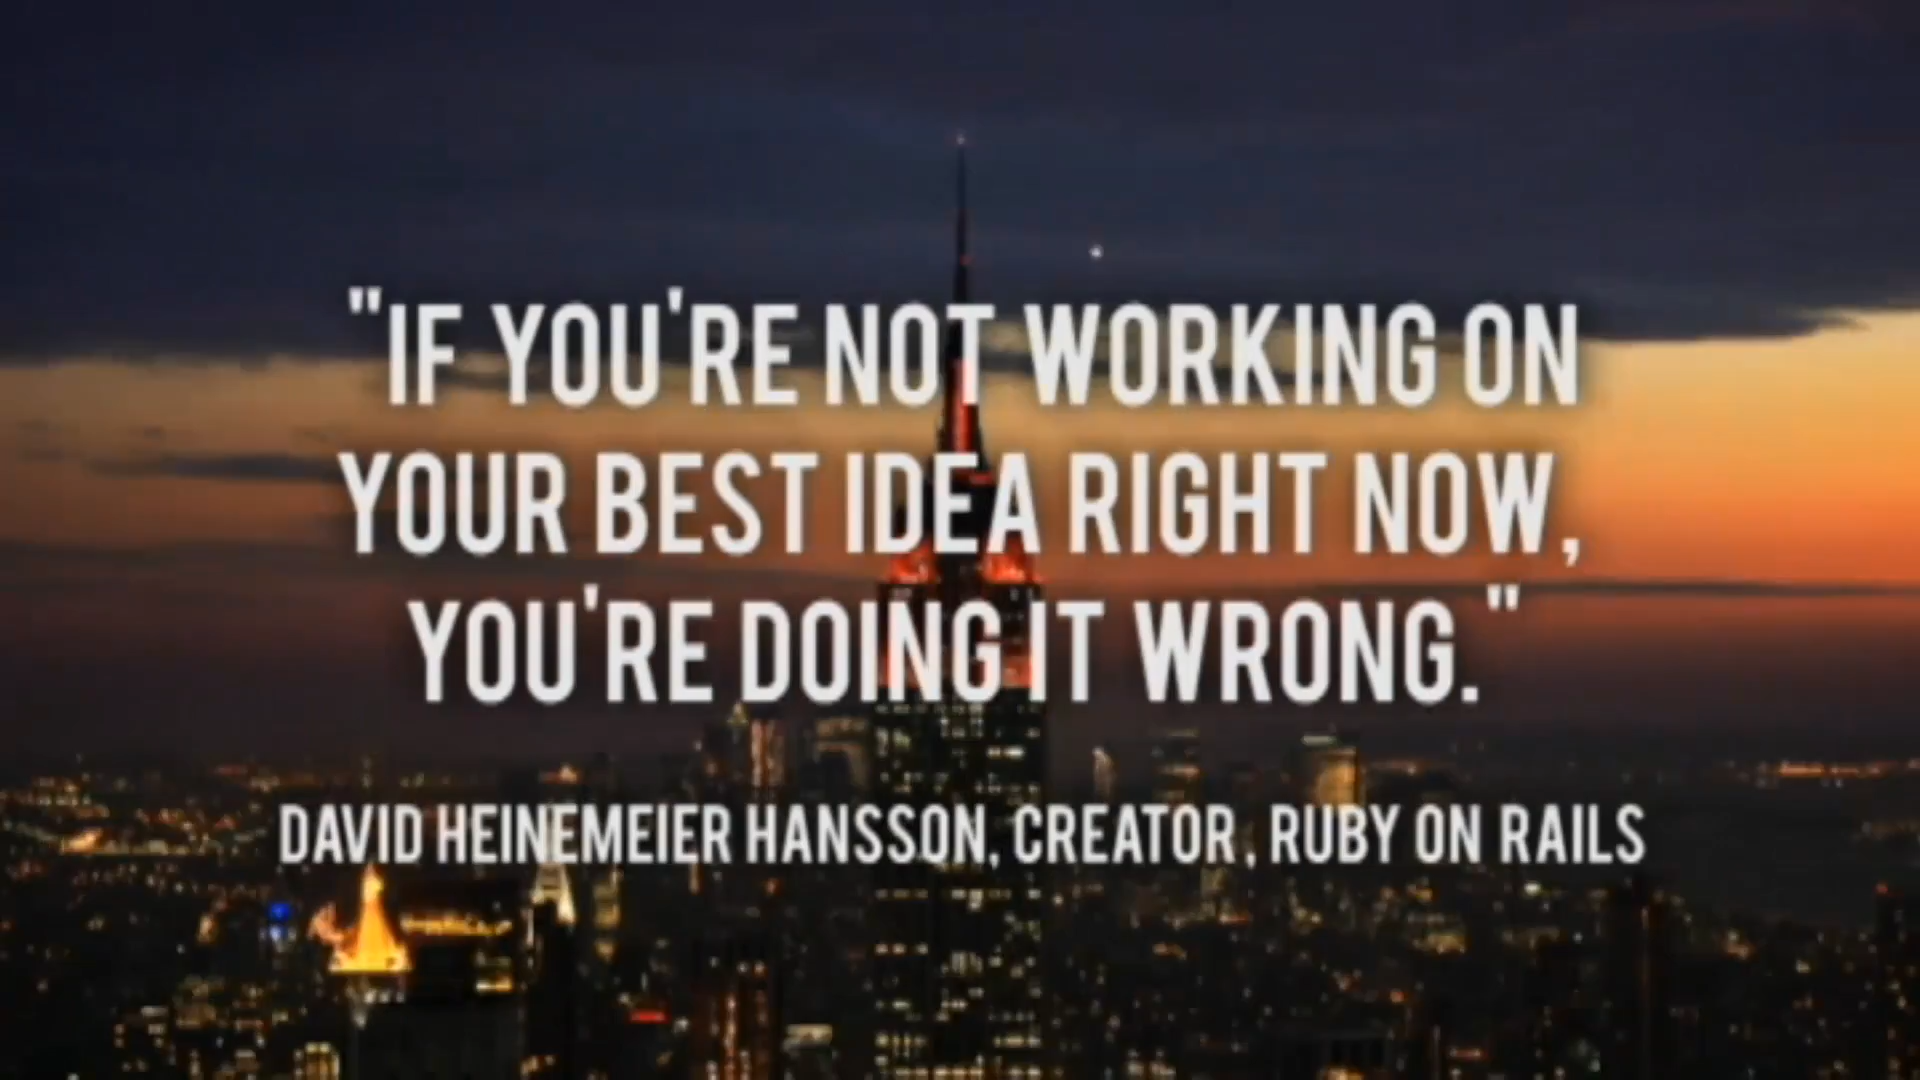 "IF YOU'RE NOT WORKING ON
YOUR BEST IDEA RIGHT NOW,
YOU'RE DOING IT WRONG."
DAVID HEINEMEIER HANSSON, CREATOR, RUBY ON RAILS